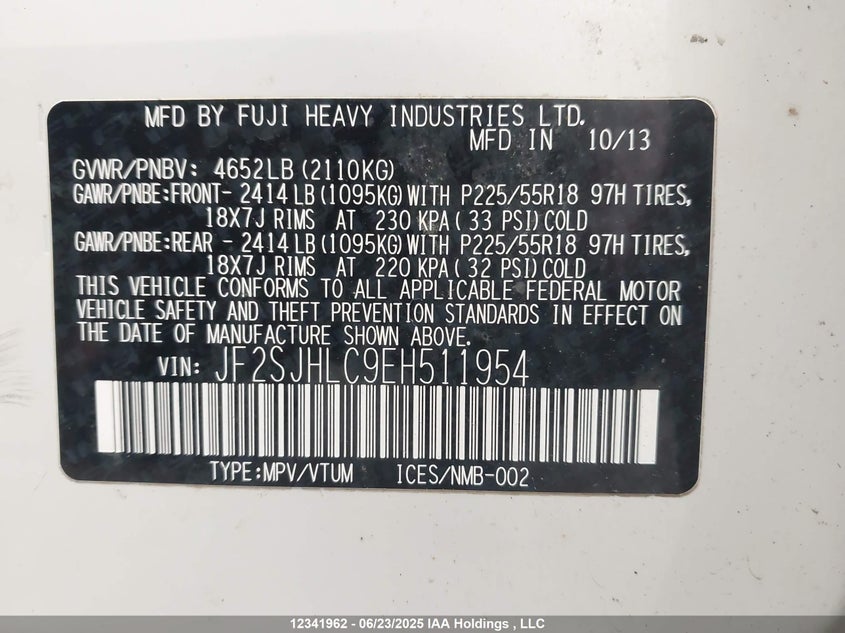 MFD BY FUJI HEAVY INDUSTRIES LTD.
MFD IN 10/13
GVWR/PNBV: 4652LB (2110KG)
GAWR/PNBE:FRONT- 2414LB (1095KG) WITH P225/55R18 97H TIRES,
18X7J RIMS AT 230 KPA ( 33 PSI) COLD
GAWR/PNBE:REAR - 2414LB (1095KG) WITH P225/55R18 97H TIRES,
18X7J RIMS AT 220 KPA ( 32 PSI) COLD
THIS VEHICLE CONFORMS TO ALL APPLICABLE FEDERAL MOTOR
VEHICLE SAFETY AND THEFT PREVENTION STANDARDS IN EFFECT ON
THE DATE OF MANUFACTURE SHOWN ABOVE.
VIN: JF2SJHLC9EH511954
TYPE:MPV/VTUM ICES/NMB-002
12341962 - 06/23/2025 IAA Holdings , LLC